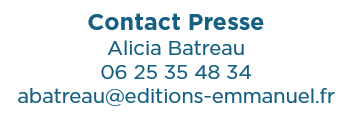 Contact Presse
Alicia Batreau
06 25 35 48 34
abatreau@editions-emmanuel.fr